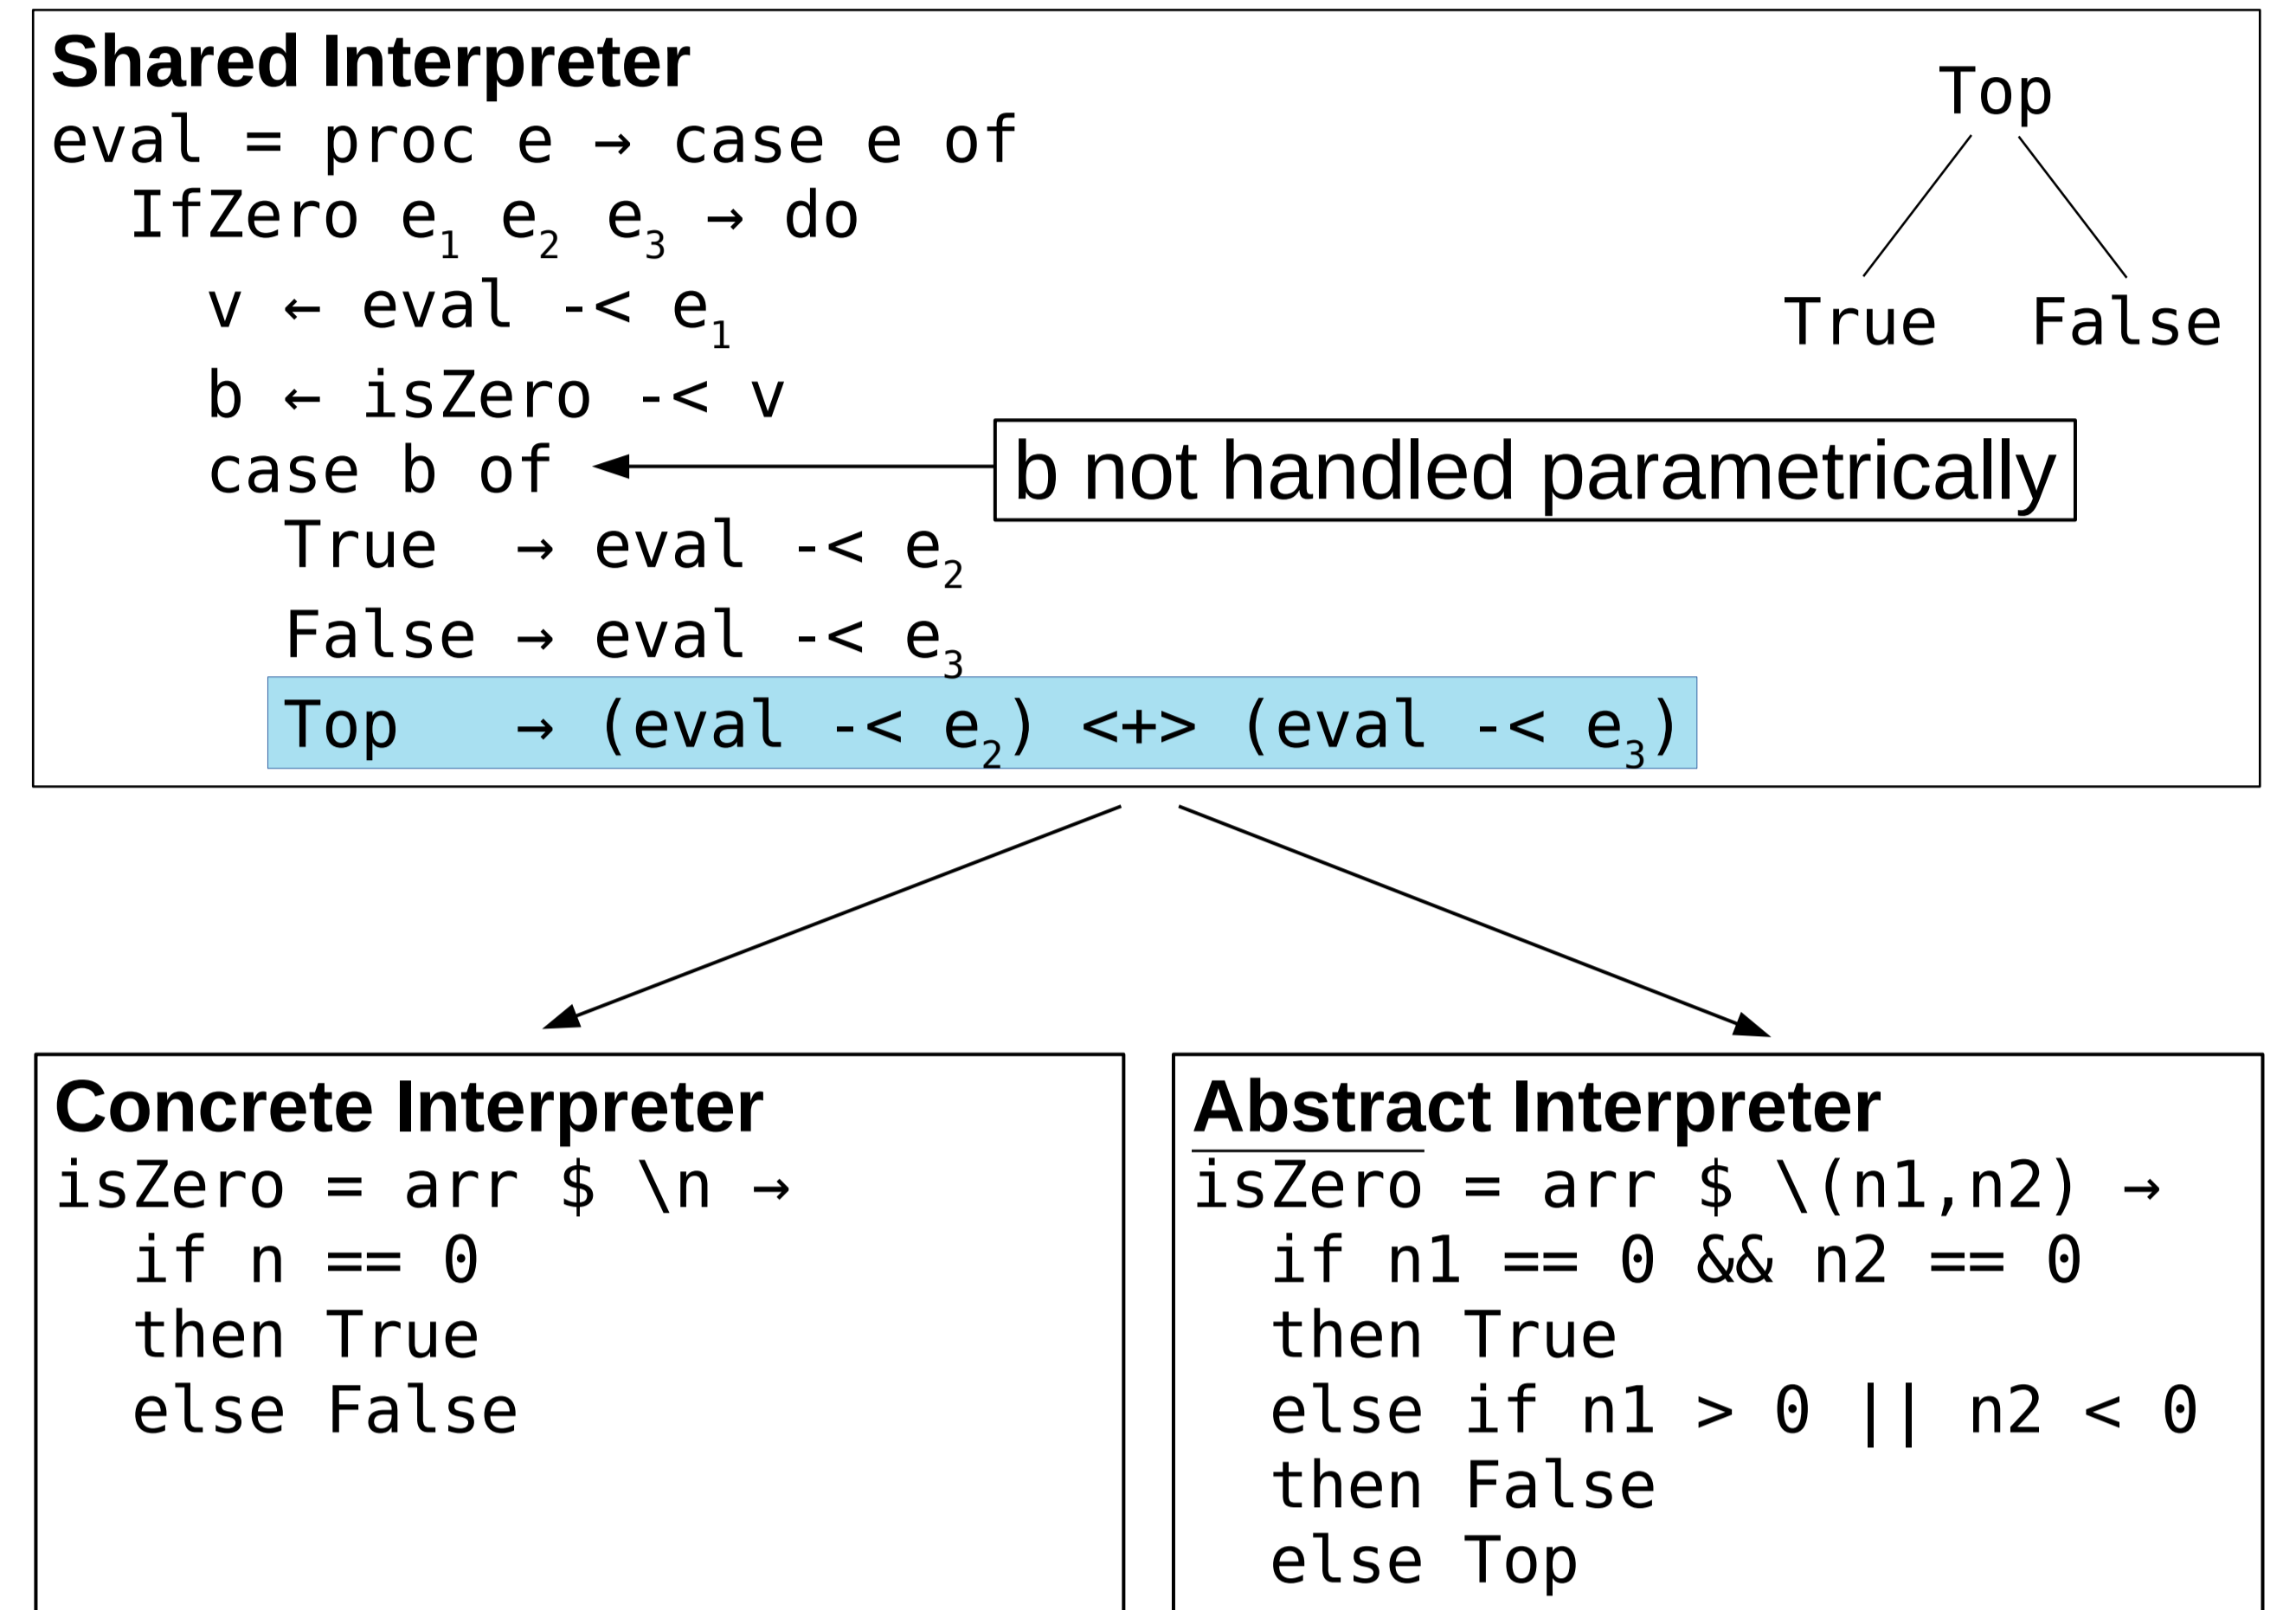 Shared Interpreter
eval = proc e → case e of
IfZero e₁ e₂ e₃ → do
v ← eval -< e₁
b ← isZero -< v
case b of
True → eval -< e₂
False → eval -< e₃
Top → (eval -< e₂) <+> (eval -< e₃)
Top
True False
b not handled parametrically
Concrete Interpreter
isZero = arr $ \n →
if n == 0
then True
else False
Abstract Interpreter
isZero = arr $ \(n1,n2) →
if n1 == 0 && n2 == 0
then True
else if n1 > 0 || n2 < 0
then False
else Top